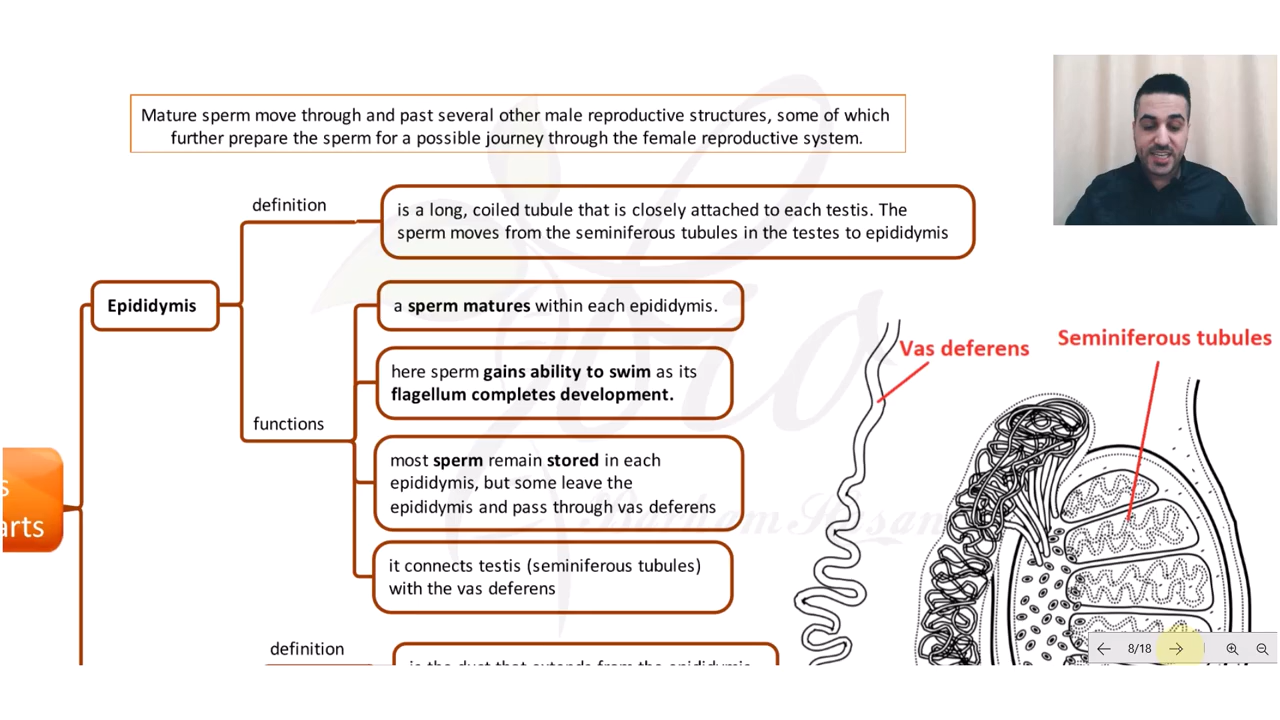 Mature sperm move through and past several other male reproductive structures, some of which
further prepare the sperm for a possible journey through the female reproductive system.
definition
is a long, coiled tubule that is closely attached to each testis. The
sperm moves from the seminiferous tubules in the testes to epididymis
Epididymis
a sperm matures within each epididymis.
here sperm gains ability to swim as its
flagellum completes development.
functions
most sperm remain stored in each
epididymis, but some leave the
epididymis and pass through vas deferens
it connects testis (seminiferous tubules)
with the vas deferens
Vas deferens
Seminiferous tubules
s
arts
definition
is the duct that extends from the epididymis
8/18